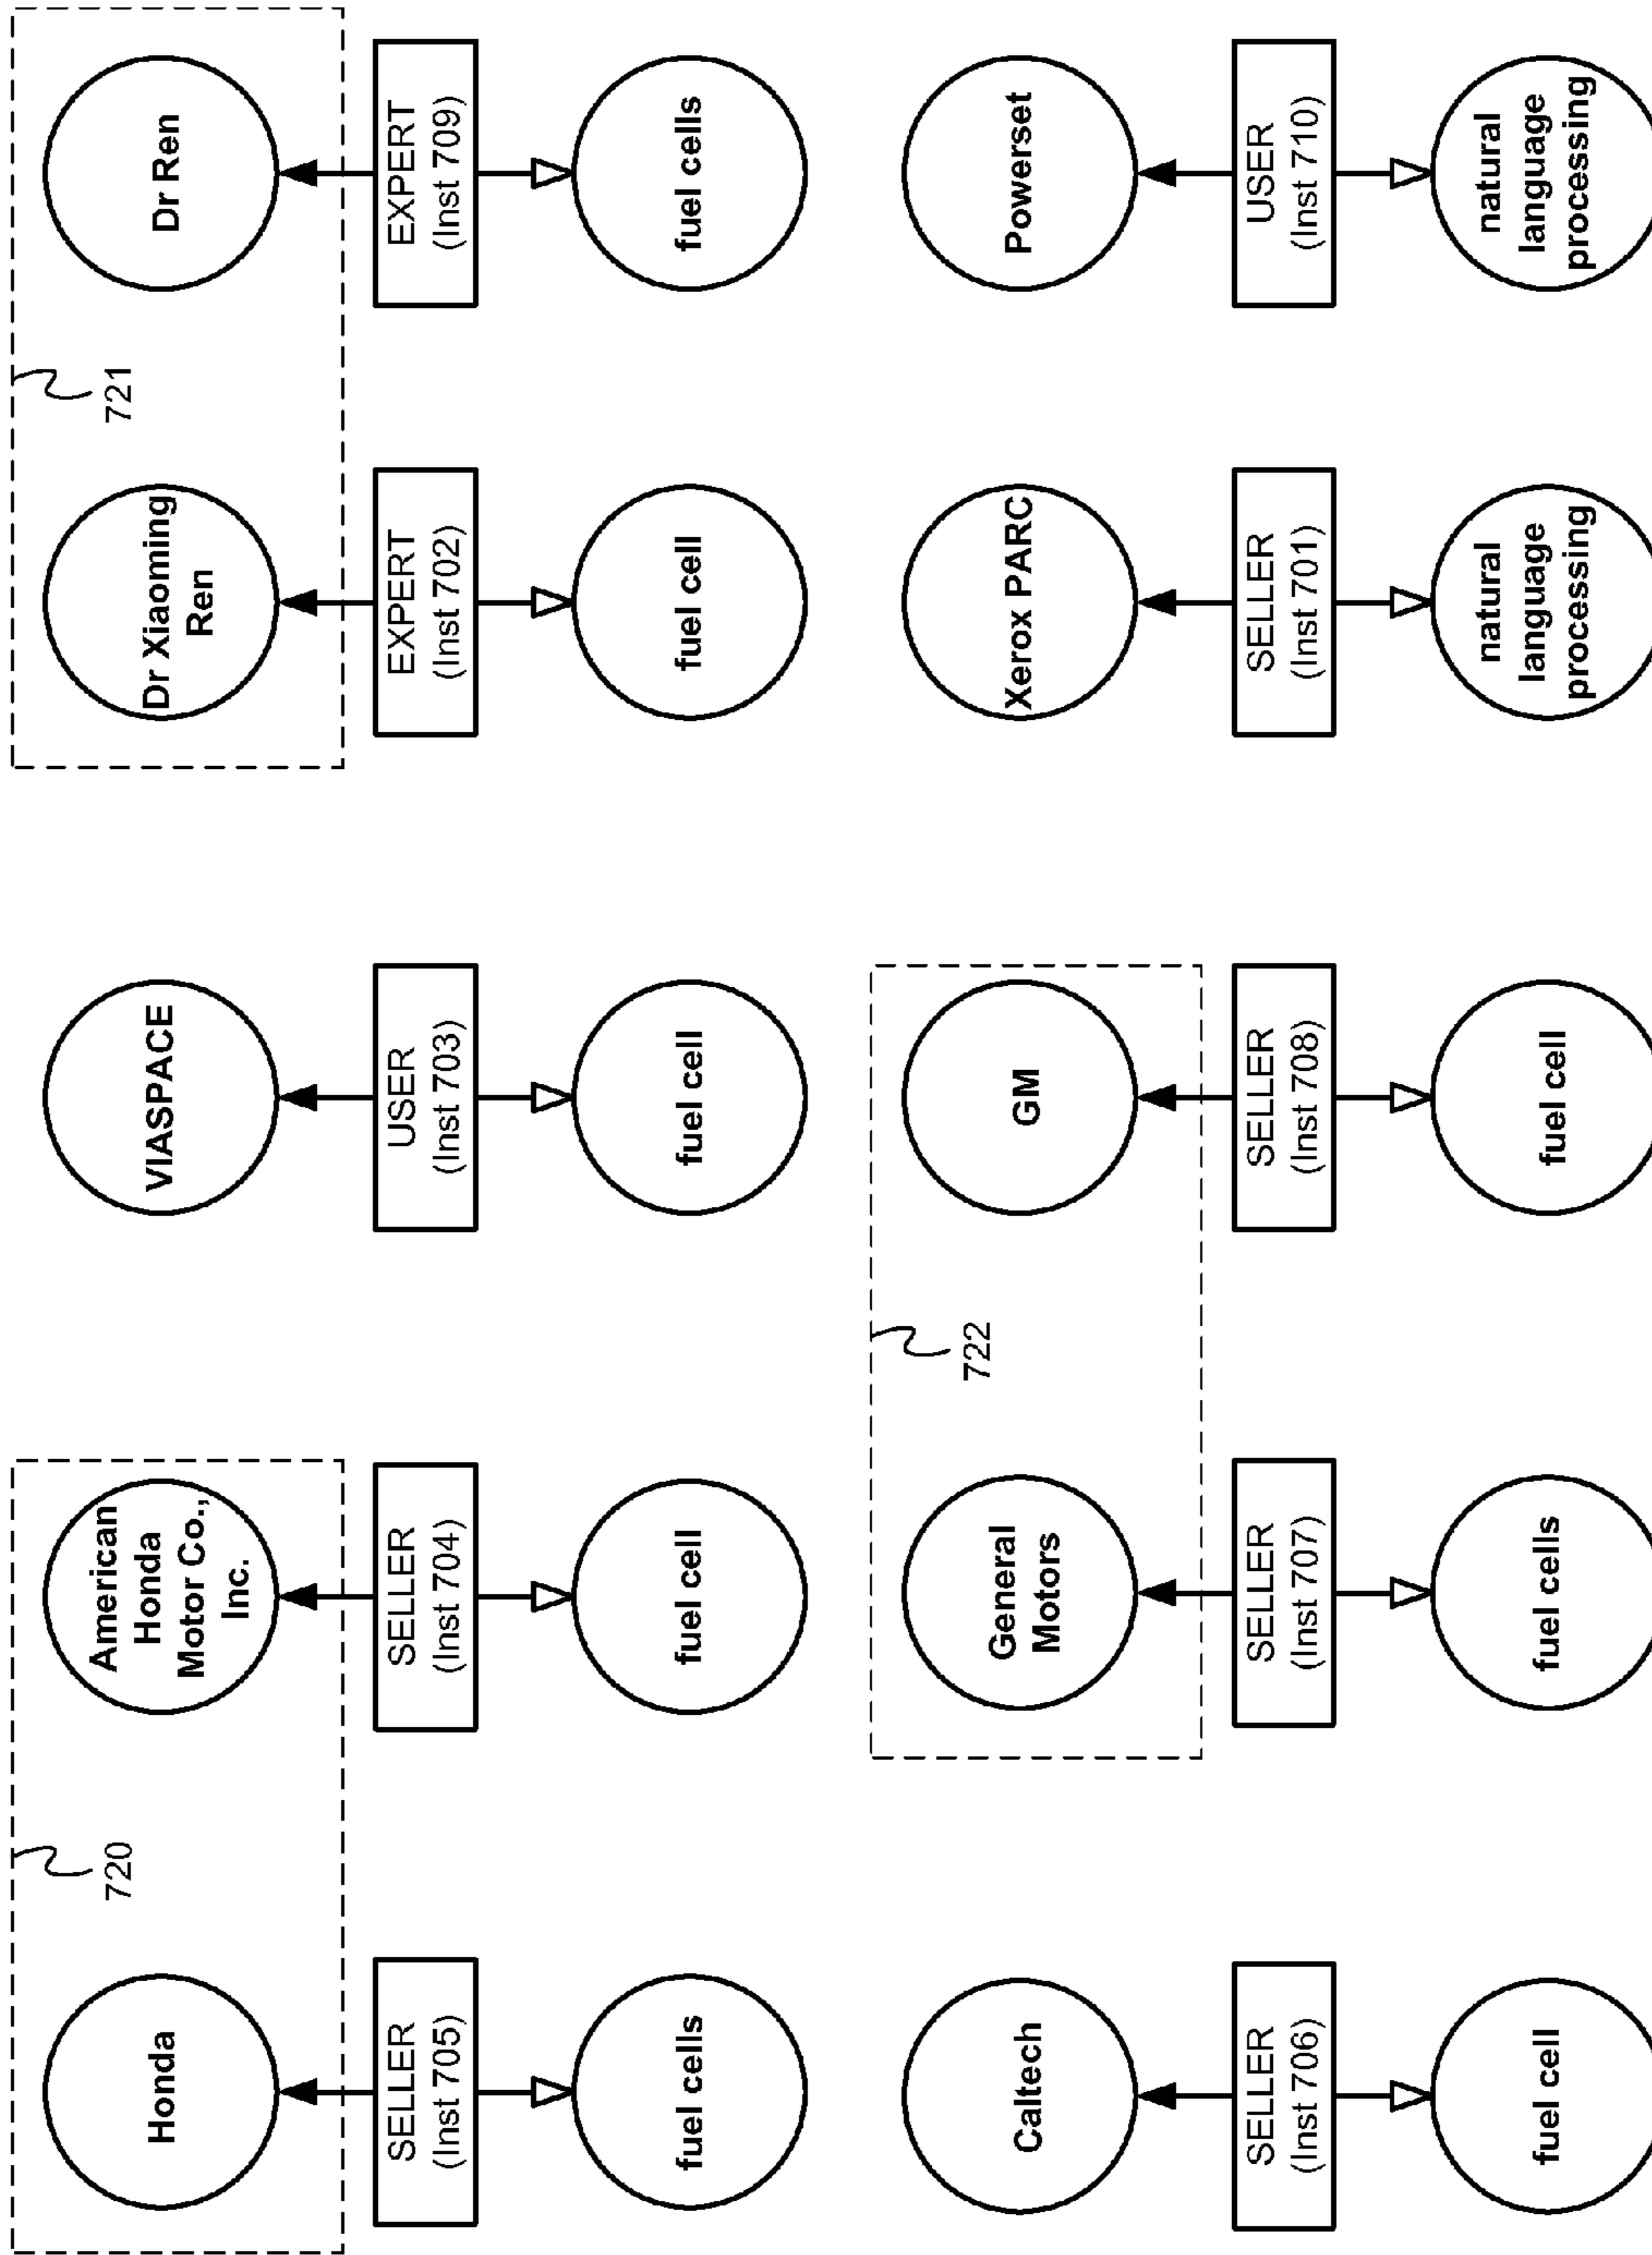 720
721
Honda
American
Honda
Motor Co.,
Inc.
VIASPACE
Dr Xiaoming
Ren
Dr Ren
SELLER
(Inst 705)
SELLER
(Inst 704)
USER
(Inst 703)
EXPERT
(Inst 702)
EXPERT
(Inst 709)
fuel cells
fuel cell
fuel cell
fuel cell
fuel cells
722
Caltech
General
Motors
GM
Xerox PARC
Powerset
SELLER
(Inst 706)
SELLER
(Inst 707)
SELLER
(Inst 708)
SELLER
(Inst 701)
USER
(Inst 710)
fuel cell
fuel cells
fuel cell
natural
language
processing
natural
language
processing